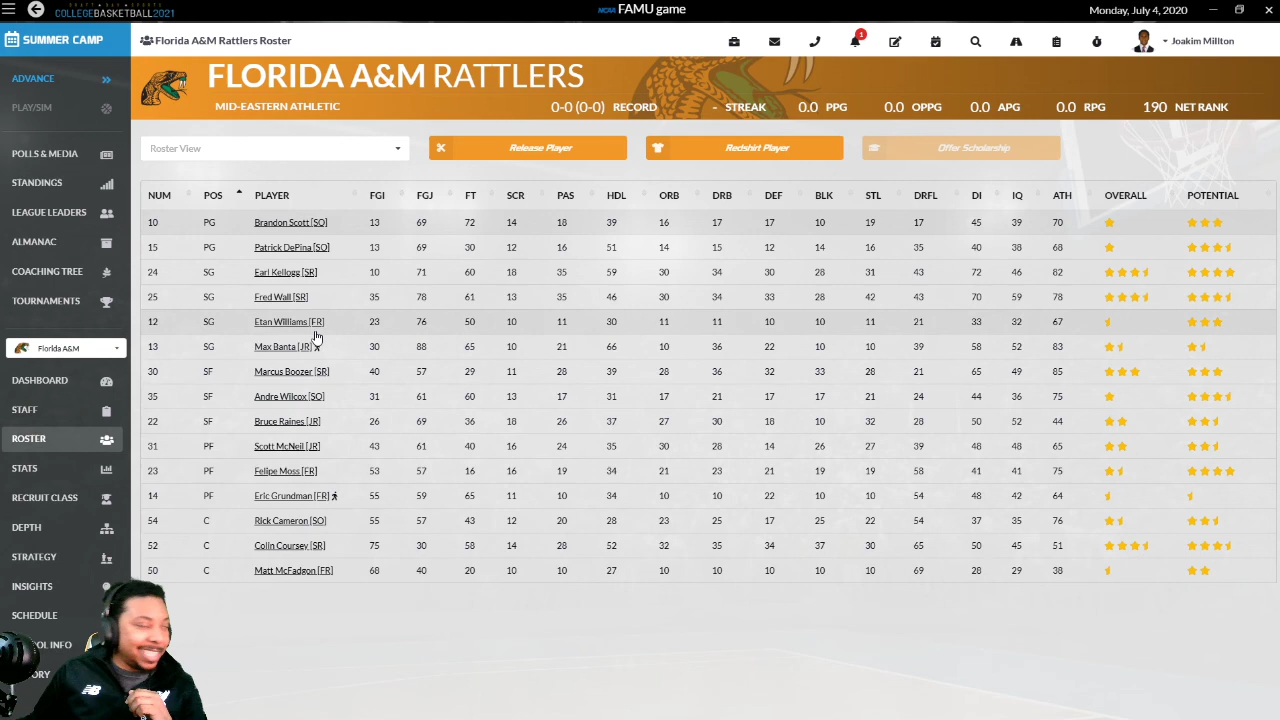 DRAFT DAY SPORTS
COLLEGEBASKETBALL2021
NCAA FAMU game
Monday, July 4, 2020
SUMMER CAMP
Florida A&M Rattlers Roster
1
Joakim Millton
ADVANCE
PLAY/SIM
FLORIDA A&M RATTLERS
MID-EASTERN ATHLETIC
0-0 (0-0) RECORD - STREAK 0.0 PPG 0.0 OPPG 0.0 APG 0.0 RPG 190 NET RANK
POLLS & MEDIA
STANDINGS
LEAGUE LEADERS
ALMANAC
COACHING TREE
TOURNAMENTS
Florida A&M
DASHBOARD
STAFF
ROSTER
STATS
RECRUIT CLASS
DEPTH
STRATEGY
INSIGHTS
SCHEDULE
OL INFO
ORY
Roster View
Release Player
Redshirt Player
Offer Scholarship
NUM POS PLAYER FGI FGJ FT SCR PAS HDL ORB DRB DEF BLK STL DRFL DI IQ ATH OVERALL POTENTIAL
10 PG Brandon Scott [SO] 13 69 72 14 18 39 16 17 17 10 19 17 45 39 70
15 PG Patrick DePina [SO] 13 69 30 12 16 51 14 15 12 14 16 35 40 38 68
24 SG Earl Kellogg [SR] 10 71 60 18 35 59 30 34 30 28 31 43 72 46 82
25 SG Fred Wall [SR] 35 78 61 13 35 46 30 34 33 28 42 43 70 59 78
12 SG Etan Williams [FR] 23 76 50 10 11 30 11 11 10 10 11 21 33 32 67
13 SG Max Banta [JR] 30 88 65 10 21 66 10 36 22 10 10 39 58 52 83
30 SF Marcus Boozer [SR] 40 57 29 11 28 39 28 36 32 33 28 21 65 49 85
35 SF Andre Wilcox [SO] 31 61 60 13 17 31 17 21 17 17 21 24 44 36 75
22 SF Bruce Raines [JR] 26 69 36 18 26 37 27 30 18 10 32 28 50 52 44
31 PF Scott McNeil [JR] 43 61 40 16 24 35 30 28 14 26 27 39 48 48 65
23 PF Felipe Moss [FR] 53 57 16 16 19 34 21 23 21 19 19 58 41 41 75
14 PF Eric Grundman [FR] 55 59 65 11 10 34 10 10 22 10 10 54 48 42 64
54 C Rick Cameron [SO] 55 57 43 12 20 28 23 25 17 25 22 54 37 35 76
52 C Colin Coursey [SR] 75 30 58 14 28 52 32 35 34 37 30 65 50 45 51
50 C Matt McFadgon [FR] 68 40 20 10 10 27 10 10 10 10 10 69 28 29 38